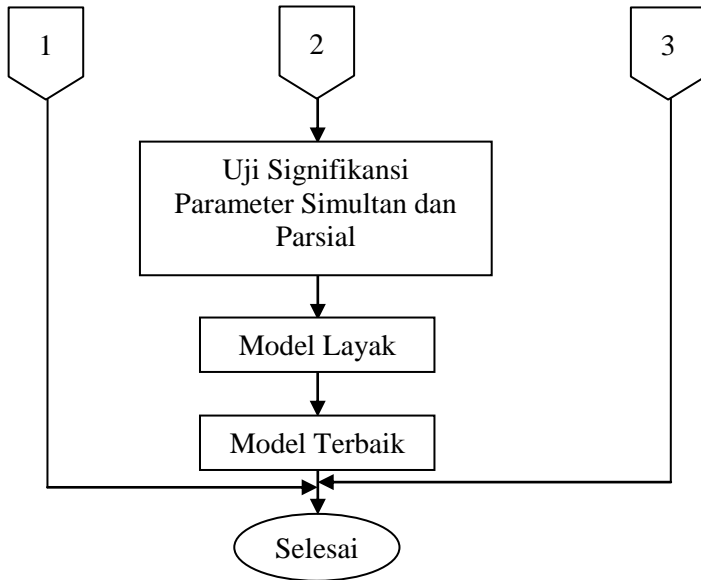 1
2
3
Uji Signifikansi
Parameter Simultan dan
Parsial
Model Layak
Model Terbaik
Selesai